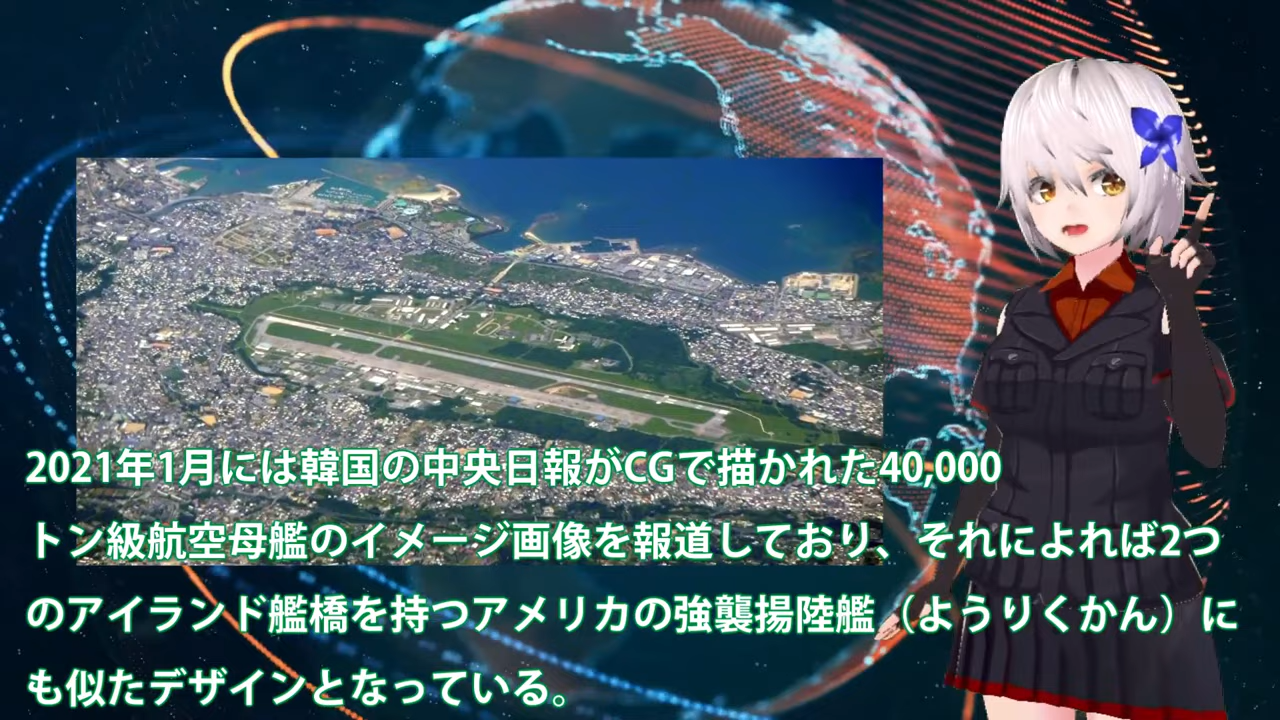 2021年1月には韓国の中央日報がCGで描かれた40,000
トン級航空母艦のイメージ画像を報道しており、それによれば2つ
のアイランド艦橋を持つアメリカの強襲揚陸艦（ようりくかん）に
も似たデザインとなっている。